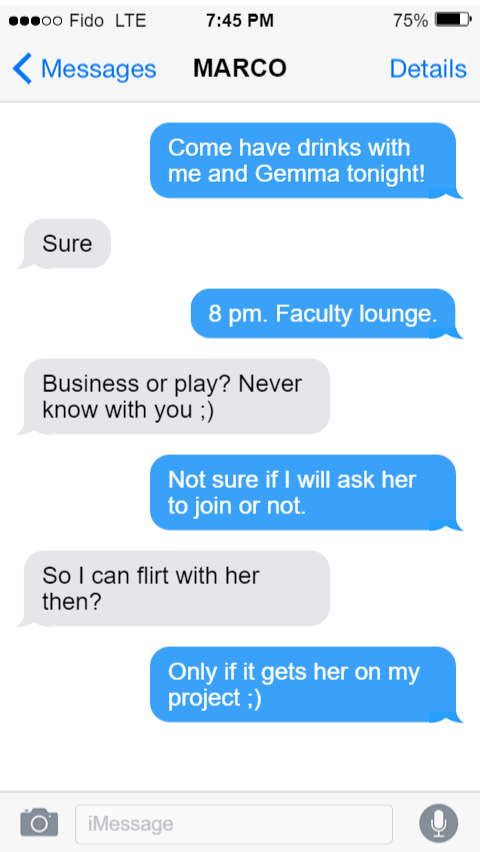 Fido LTE 7:45 PM 75%
Messages MARCO Details
Come have drinks with
me and Gemma tonight!
Sure
8 pm. Faculty lounge.
Business or play? Never
know with you ;)
Not sure if I will ask her
to join or not.
So I can flirt with her
then?
Only if it gets her on my
project ;)
iMessage